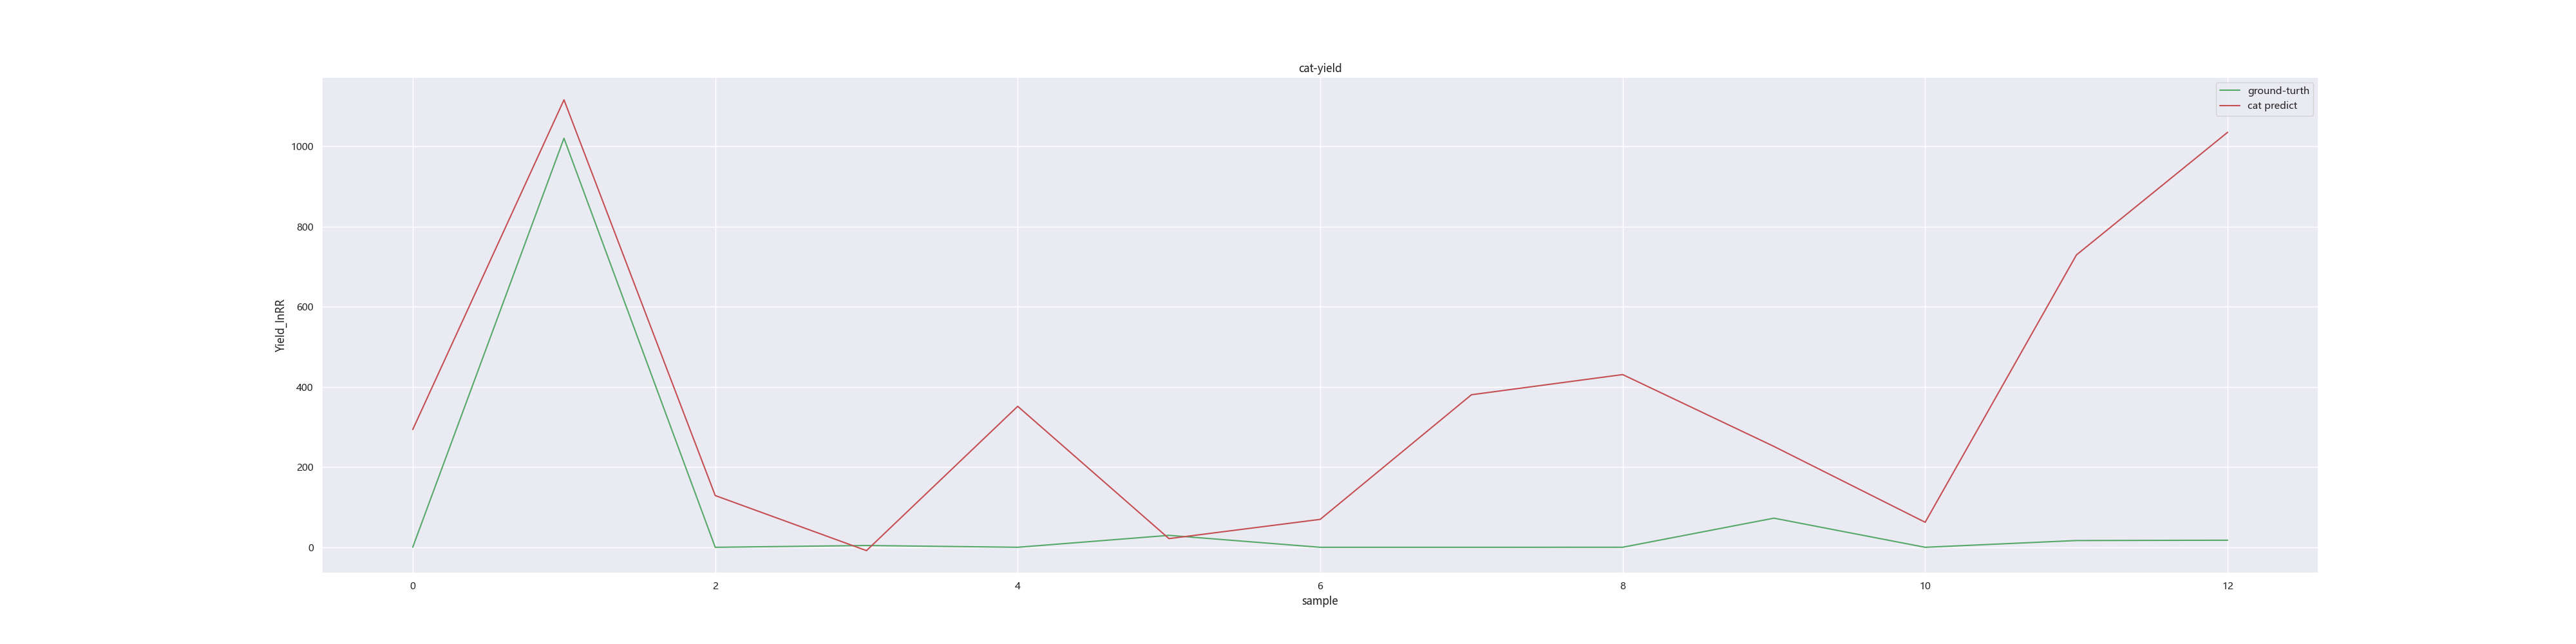 cat-yield
ground-turth
cat predict
1000
800
600
400
200
0
Yield_lnRR
0 2 4 6 8 10 12
sample